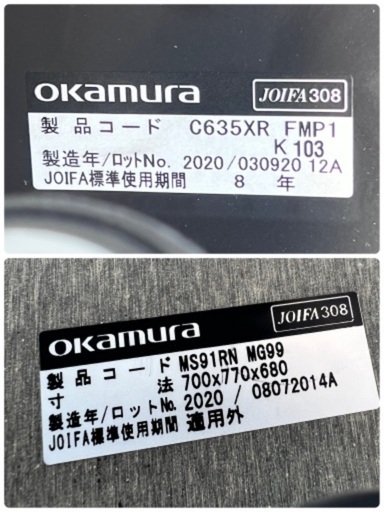 okamura JOIFA308
製品コード C635XR FMP1
K103
製造年/ロットNo. 2020/030920 12A
JOIFA標準使用期間 8 年
okamura JOIFA308
製品コード MS91RN MG99
寸法 700x770x680
製造年/ロットNo. 2020 / 08072014A
JOIFA標準使用期間 適用外